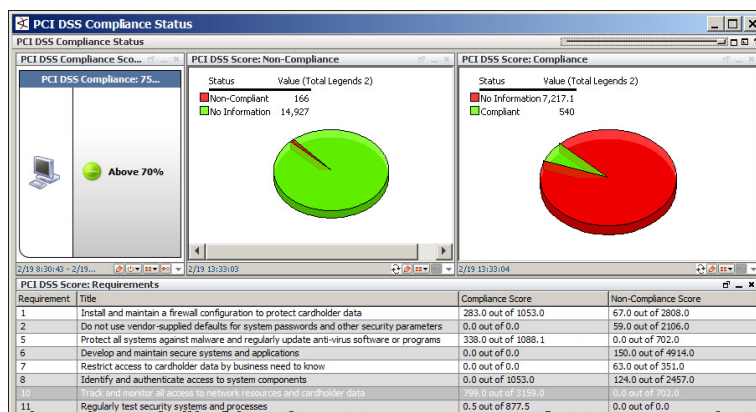 PCI DSS Compliance Status
PCI DSS Compliance Status
PCI DSS Compliance Sco...
PCI DSS Compliance: 75...
Above 70%
2/19 8:30:43 - 2/19...
PCI DSS Score: Non-Compliance
Status Value (Total Legends 2)
Non-Compliant 166
No Information 14,927
2/19 13:33:03
PCI DSS Score: Compliance
Status Value (Total Legends 2)
No Information 7,217.1
Compliant 540
2/19 13:33:04
PCI DSS Score: Requirements
Requirement Title Compliance Score Non-Compliance Score
1 Install and maintain a firewall configuration to protect cardholder data 283.0 out of 1053.0 67.0 out of 2808.0
2 Do not use vendor-supplied defaults for system passwords and other security parameters 0.0 out of 0.0 59.0 out of 2106.0
5 Protect all systems against malware and regularly update anti-virus software or programs 338.0 out of 1088.1 0.0 out of 702.0
6 Develop and maintain secure systems and applications 0.0 out of 0.0 150.0 out of 4914.0
7 Restrict access to cardholder data by business need to know 0.0 out of 0.0 63.0 out of 351.0
8 Identify and authenticate access to system components 0.0 out of 1053.0 124.0 out of 2457.0
10 Track and monitor all access to network resources and cardholder data 799.0 out of 3159.0 0.0 out of 702.0
11 Regularly test security systems and processes 0.5 out of 877.5 0.0 out of 0.0